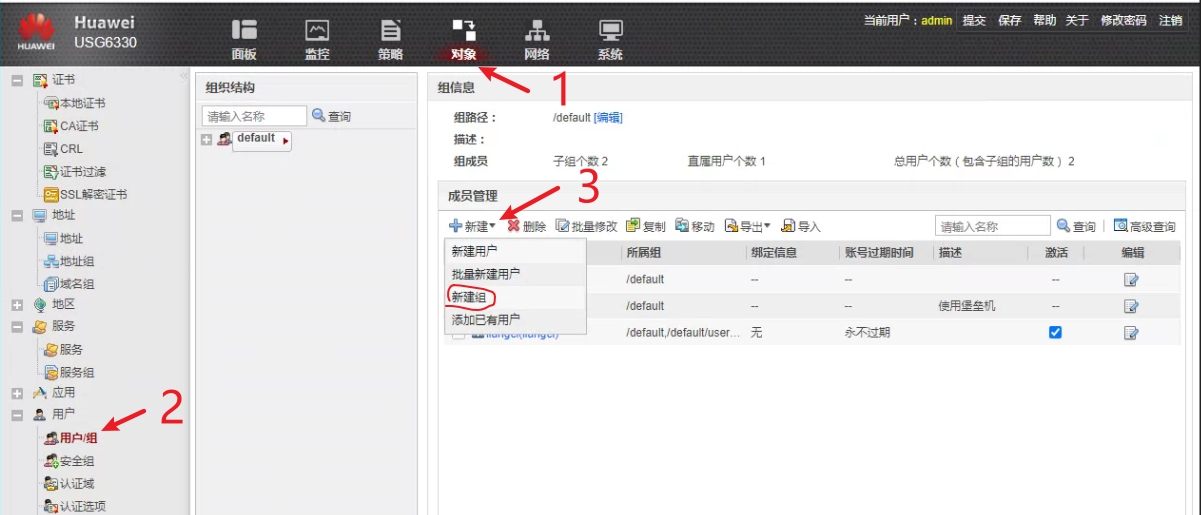 HUAWEI
Huawei
USG6330
面板
监控
策略
对象
网络
系统
当前用户：admin 提交 保存 帮助 关于 修改密码 注销
1
证书
本地证书
CA证书
CRL
证书过滤
SSL解密证书
地址
地址
地址组
域名组
地区
服务
服务
服务组
应用
用户
2
用户/组
安全组
认证域
认证选项
组织结构
请输入名称 查询
default
组信息
组路径： /default [编辑]
描述：
组成员 子组个数 2 直属用户个数 1 总用户个数（包含子组的用户数） 2
3
成员管理
新建 删除 批量修改 复制 移动 导出 导入 请输入名称 查询 高级查询
新建用户
批量新建用户
新建组
添加已有用户
所属组 绑定信息 账号过期时间 描述 激活 编辑
/default -- -- --
/default -- -- 使用堡垒机 --
/default,/default/user... 无 永不过期